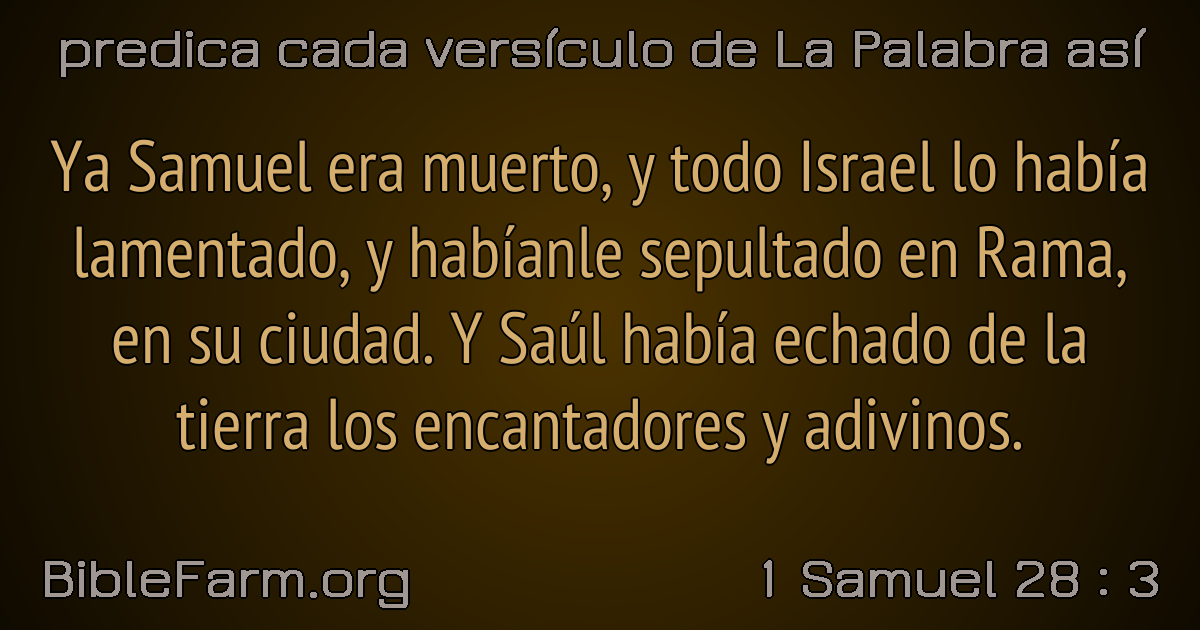 predica cada versículo de La Palabra así
Ya Samuel era muerto, y todo Israel lo había
lamentado, y habíanle sepultado en Rama,
en su ciudad. Y Saúl había echado de la
tierra los encantadores y adivinos.
BibleFarm.org
1 Samuel 28 : 3